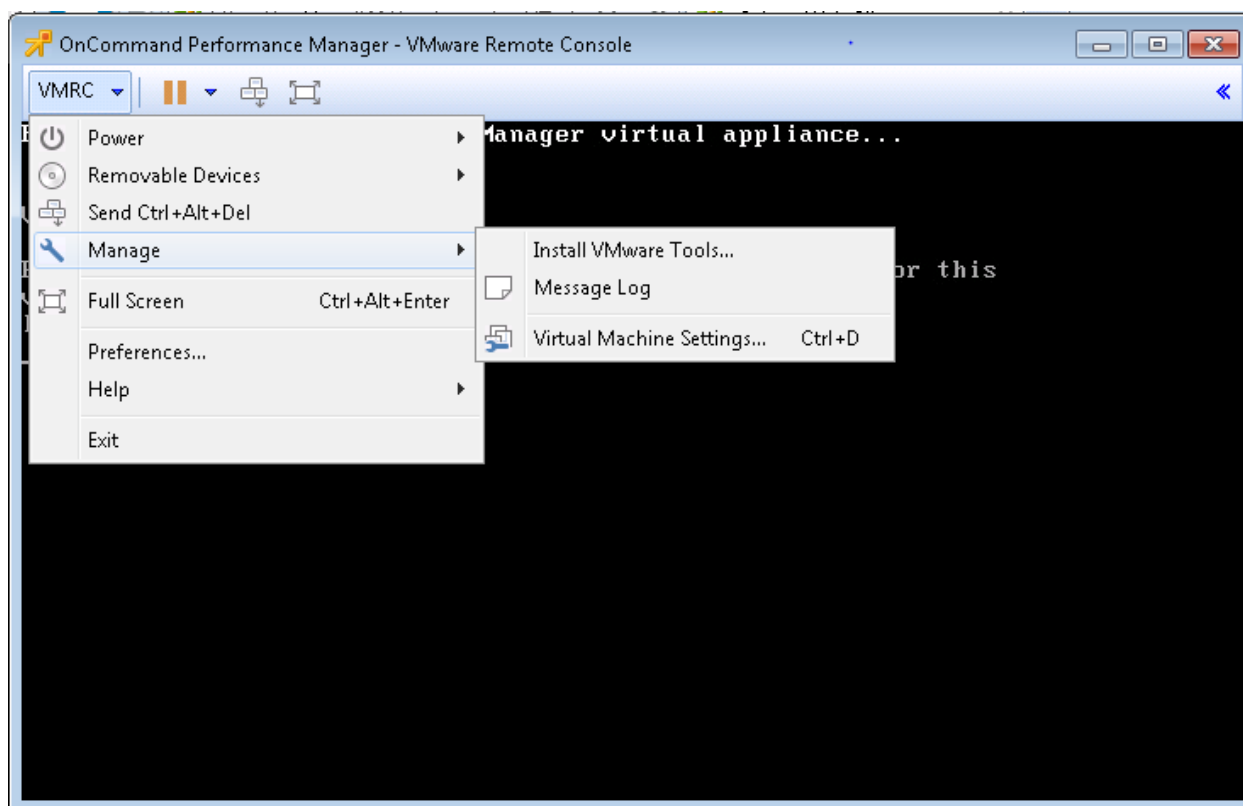 OnCommand Performance Manager - VMware Remote Console
VMRC
Manager virtual appliance...
Power
Removable Devices
Send Ctrl+Alt+Del
Manage
Install VMware Tools...
or this
Message Log
Full Screen Ctrl+Alt+Enter
Virtual Machine Settings... Ctrl+D
Preferences...
Help
Exit